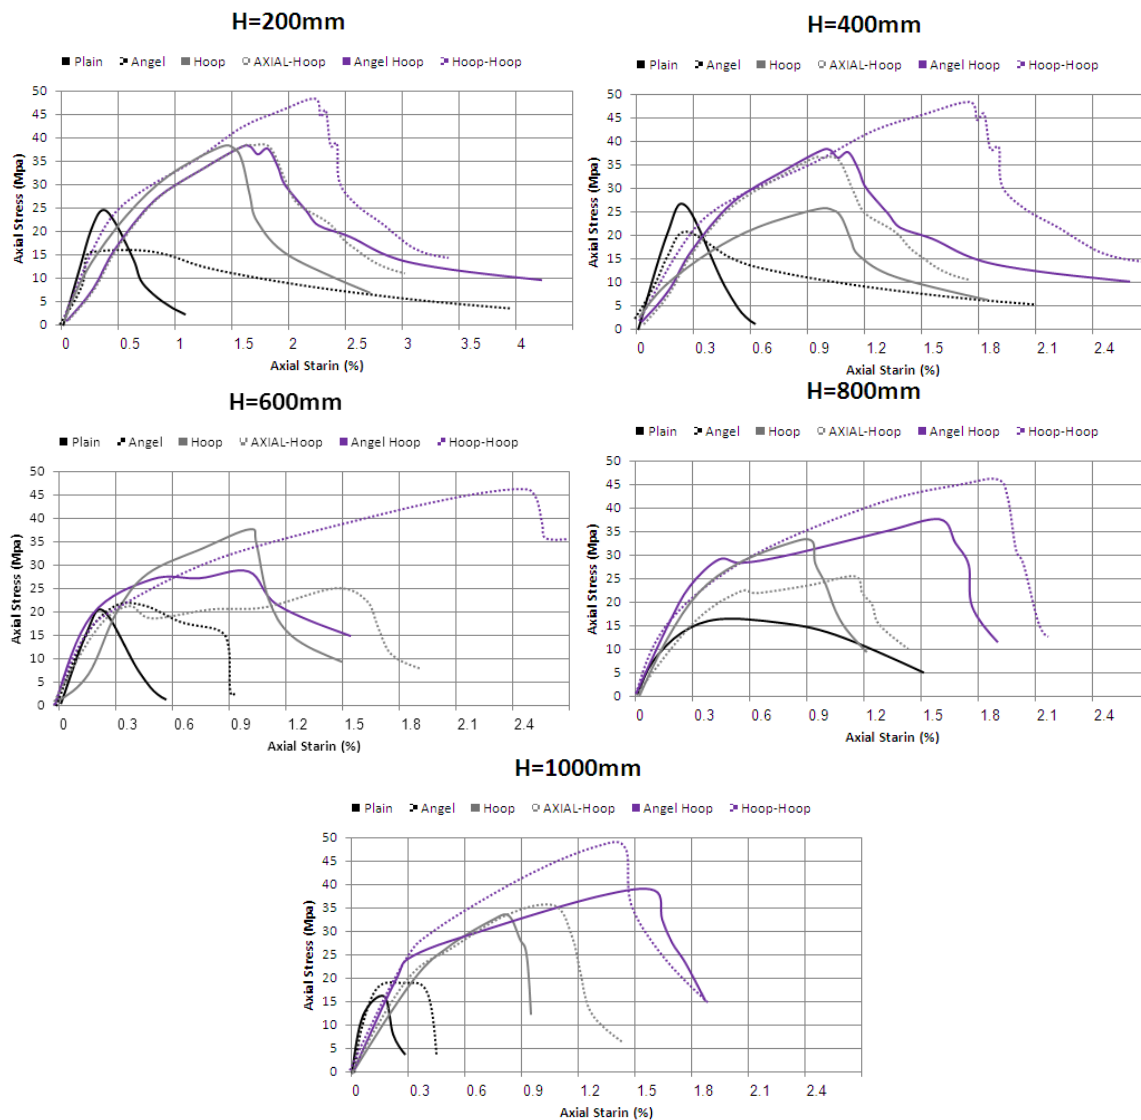 H=200mm
Plain Angel Hoop AXIAL-Hoop Angel Hoop Hoop-Hoop
50
45
40
35
30
25
20
15
10
5
0
Axial Stress (Mpa)
0 0.5 1 1.5 2 2.5 3 3.5 4
Axial Starin (%)
H=400mm
Plain Angel Hoop AXIAL-Hoop Angel Hoop Hoop-Hoop
50
45
40
35
30
25
20
15
10
5
0
Axial Stress (Mpa)
0 0.3 0.6 0.9 1.2 1.5 1.8 2.1 2.4
Axial Starin (%)
H=600mm
Plain Angel Hoop AXIAL-Hoop Angel Hoop Hoop-Hoop
50
45
40
35
30
25
20
15
10
5
0
Axial Stress (Mpa)
0 0.3 0.6 0.9 1.2 1.5 1.8 2.1 2.4
Axial Starin (%)
H=800mm
Plain Angel Hoop AXIAL-Hoop Angel Hoop Hoop-Hoop
50
45
40
35
30
25
20
15
10
5
0
Axial Stress (Mpa)
0 0.3 0.6 0.9 1.2 1.5 1.8 2.1 2.4
Axial Starin (%)
H=1000mm
Plain Angel Hoop AXIAL-Hoop Angel Hoop Hoop-Hoop
50
45
40
35
30
25
20
15
10
5
0
Axial Stress (Mpa)
0 0.3 0.6 0.9 1.2 1.5 1.8 2.1 2.4
Axial Starin (%)